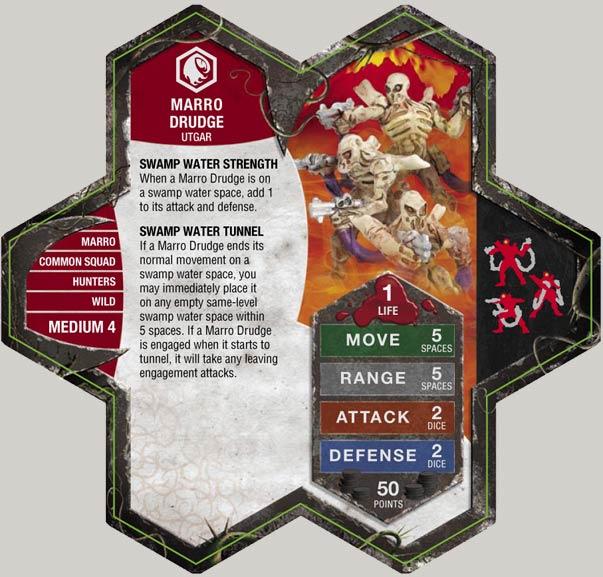 MARRO
DRUDGE
UTGAR
SWAMP WATER STRENGTH
When a Marro Drudge is on
a swamp water space, add 1
to its attack and defense.
SWAMP WATER TUNNEL
If a Marro Drudge ends its
normal movement on a
swamp water space, you
may immediately place it
on any empty same-level
swamp water space within
5 spaces. If a Marro Drudge
is engaged when it starts to
tunnel, it will take any leaving
engagement attacks.
MARRO
COMMON SQUAD
HUNTERS
WILD
MEDIUM 4
1
LIFE
MOVE 5
SPACES
RANGE 5
SPACES
ATTACK 2
DICE
DEFENSE 2
DICE
50
POINTS